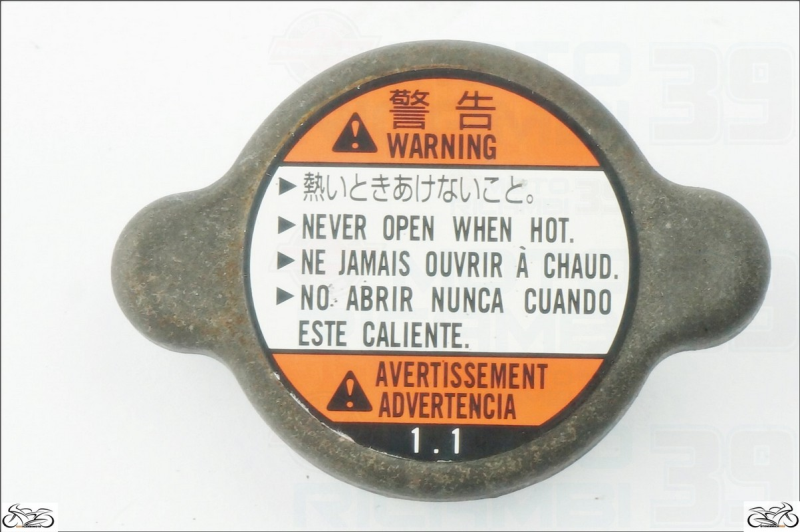 警告
WARNING
▶熱いときあけないこと。
▶NEVER OPEN WHEN HOT.
▶NE JAMAIS OUVRIR À CHAUD.
▶NO ABRIR NUNCA CUANDO
ESTE CALIENTE.
AVERTISSEMENT
ADVERTENCIA
1.1